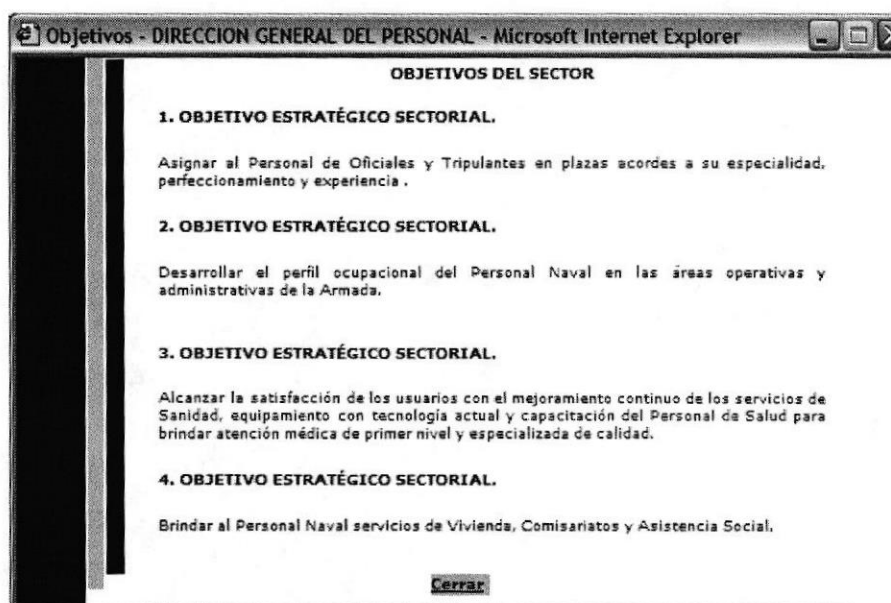 Objetivos - DIRECCION GENERAL DEL PERSONAL - Microsoft Internet Explorer
OBJETIVOS DEL SECTOR
1. OBJETIVO ESTRATÉGICO SECTORIAL.
Asignar al Personal de Oficiales y Tripulantes en plazas acordes a su especialidad,
perfeccionamiento y experiencia .
2. OBJETIVO ESTRATÉGICO SECTORIAL.
Desarrollar el perfil ocupacional del Personal Naval en las áreas operativas y
administrativas de la Armada.
3. OBJETIVO ESTRATÉGICO SECTORIAL.
Alcanzar la satisfacción de los usuarios con el mejoramiento continuo de los servicios de
Sanidad, equipamiento con tecnología actual y capacitación del Personal de Salud para
brindar atención médica de primer nivel y especializada de calidad.
4. OBJETIVO ESTRATÉGICO SECTORIAL.
Brindar al Personal Naval servicios de Vivienda, Comisariatos y Asistencia Social.
Cerrar